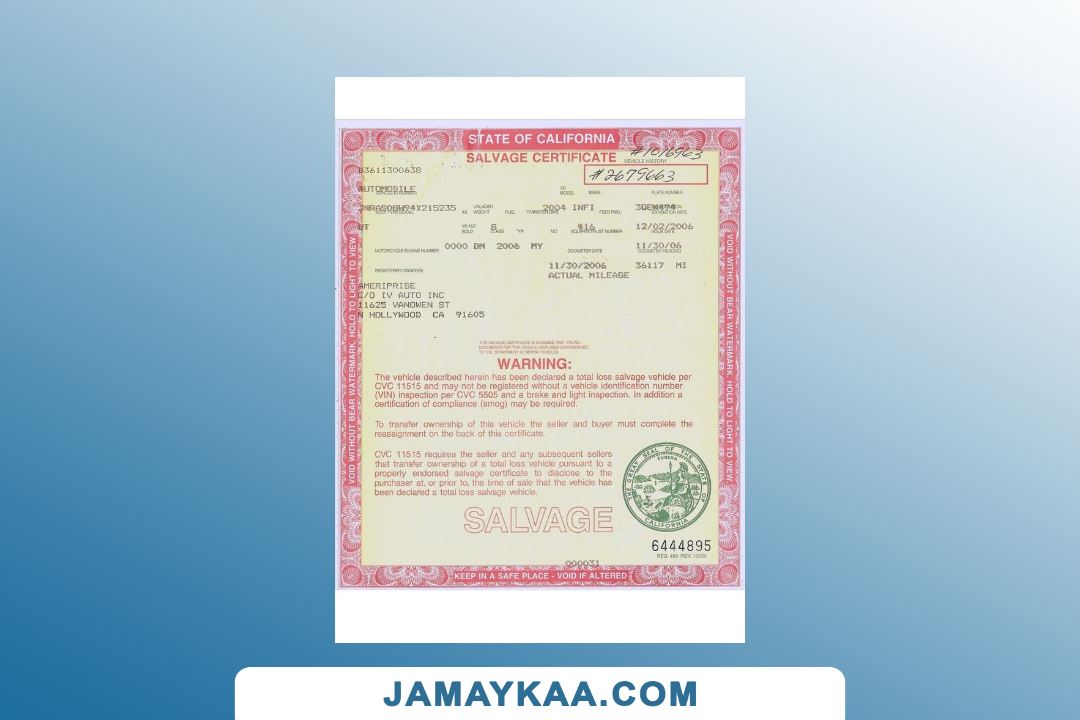 STATE OF CALIFORNIA
SALVAGE CERTIFICATE
VEHICLE HISTORY
#1016963
#2679663
AUTOMOBILE
VEHICLE ID NUMBER
YR MODEL
MAKE
PLATE NUMBER
2004 INFI
BODY TYPE MODEL
AX
UNLADEN WEIGHT
FUEL
TRANSFER DATE
FEES PAID
EXPIRATION DATE
UT
YR 1ST SOLD
CLASS
*YR
MO
EQUIPMT/TRUST NUMBER
ISSUE DATE
$16
12/02/2006
MOTORCYCLE ENGINE NUMBER
0000 DM 2006 MY
ODOMETER DATE
ODOMETER READING
11/30/06
REGISTERED OWNER(S)
11/30/2006
36117 MI
ACTUAL MILEAGE
AMERIPRISE
C/O IV AUTO INC
11625 VANOWEN ST
N HOLLYWOOD CA 91605
THIS SALVAGE CERTIFICATE IS EVIDENCE THAT TITLING
DOCUMENTS FOR THIS VEHICLE HAVE BEEN SURRENDERED
TO THE DEPARTMENT OF MOTOR VEHICLES
WARNING:
The vehicle described herein has been declared a total loss salvage vehicle per
CVC 11515 and may not be registered without a vehicle identification number
(VIN) inspection per CVC 5505 and a brake and light inspection. In addition a
certification of compliance (smog) may be required.
To transfer ownership of this vehicle the seller and buyer must complete the
reassignment on the back of this certificate.
CVC 11515 requires the seller and any subsequent sellers
that transfer ownership of a total loss vehicle pursuant to a
properly endorsed salvage certificate to disclose to the
purchaser at, or prior to, the time of sale that the vehicle has
been declared a total loss salvage vehicle.
THE GREAT SEAL OF THE STATE OF CALIFORNIA
EUREKA
SALVAGE
6444895
000031
KEEP IN A SAFE PLACE - VOID IF ALTERED
VOID WITHOUT BEAR WATERMARK. HOLD TO LIGHT TO VIEW.
VOID WITHOUT BEAR WATERMARK. HOLD TO LIGHT TO VIEW.
JAMAYKAA.COM